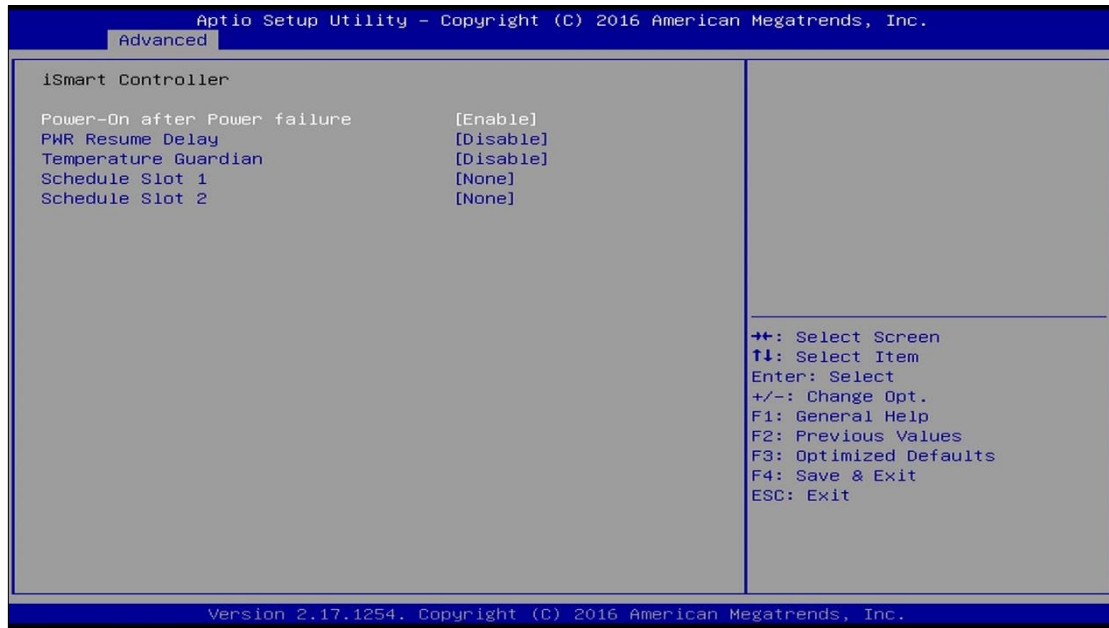 Aptio Setup Utility – Copyright (C) 2016 American Megatrends, Inc.
Advanced
iSmart Controller
Power-On after Power failure [Enable]
PWR Resume Delay [Disable]
Temperature Guardian [Disable]
Schedule Slot 1 [None]
Schedule Slot 2 [None]
→←: Select Screen
↑↓: Select Item
Enter: Select
+/-: Change Opt.
F1: General Help
F2: Previous Values
F3: Optimized Defaults
F4: Save & Exit
ESC: Exit
Version 2.17.1254. Copyright (C) 2016 American Megatrends, Inc.